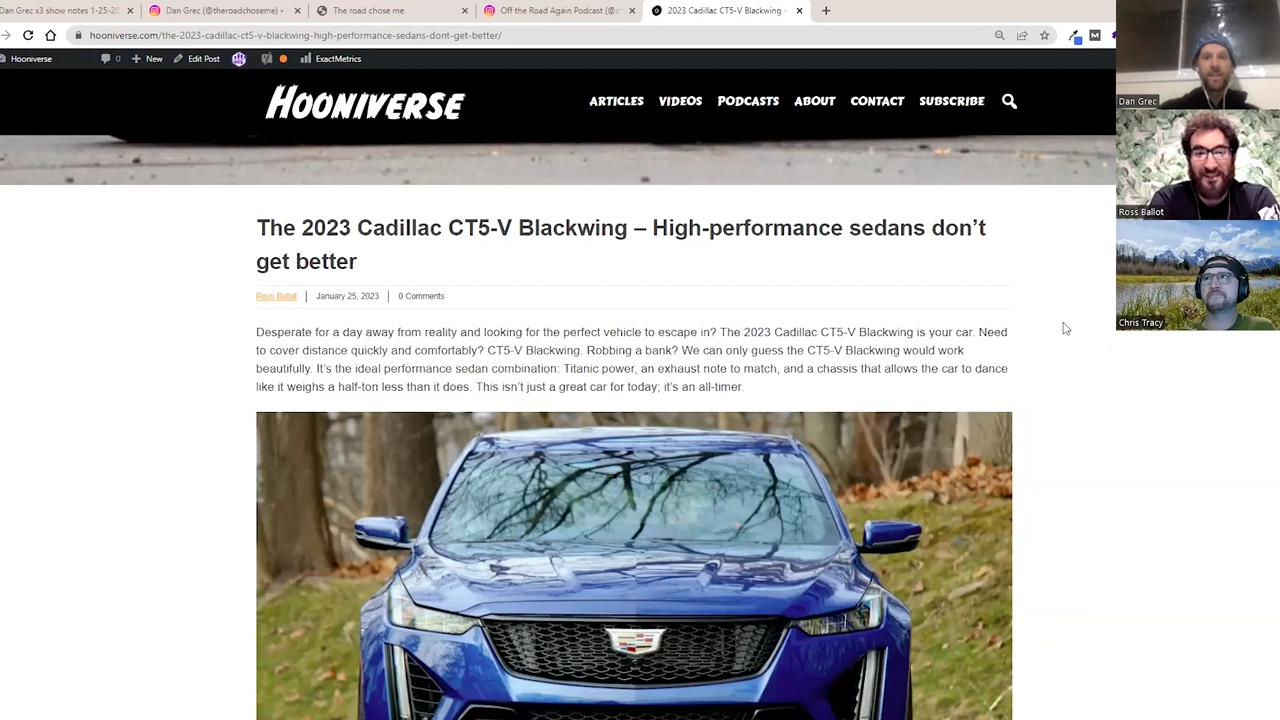 Dan Grec x3 show notes 1-25-20
Dan Grec (@theroadchoseme) •
The road chose me
Off the Road Again Podcast (@
2023 Cadillac CT5-V Blackwing -
hooniverse.com/the-2023-cadillac-ct5-v-blackwing-high-performance-sedans-dont-get-better/
Hooniverse
0
New
Edit Post
ExactMetrics
HOONIVERSE
ARTICLES VIDEOS PODCASTS ABOUT CONTACT SUBSCRIBE
Dan Grec
Ross Ballot
Chris Tracy
The 2023 Cadillac CT5-V Blackwing – High-performance sedans don’t
get better
Ross Ballot | January 25, 2023 | 0 Comments
Desperate for a day away from reality and looking for the perfect vehicle to escape in? The 2023 Cadillac CT5-V Blackwing is your car. Need
to cover distance quickly and comfortably? CT5-V Blackwing. Robbing a bank? We can only guess the CT5-V Blackwing would work
beautifully. It’s the ideal performance sedan combination: Titanic power, an exhaust note to match, and a chassis that allows the car to dance
like it weighs a half-ton less than it does. This isn’t just a great car for today; it’s an all-timer.